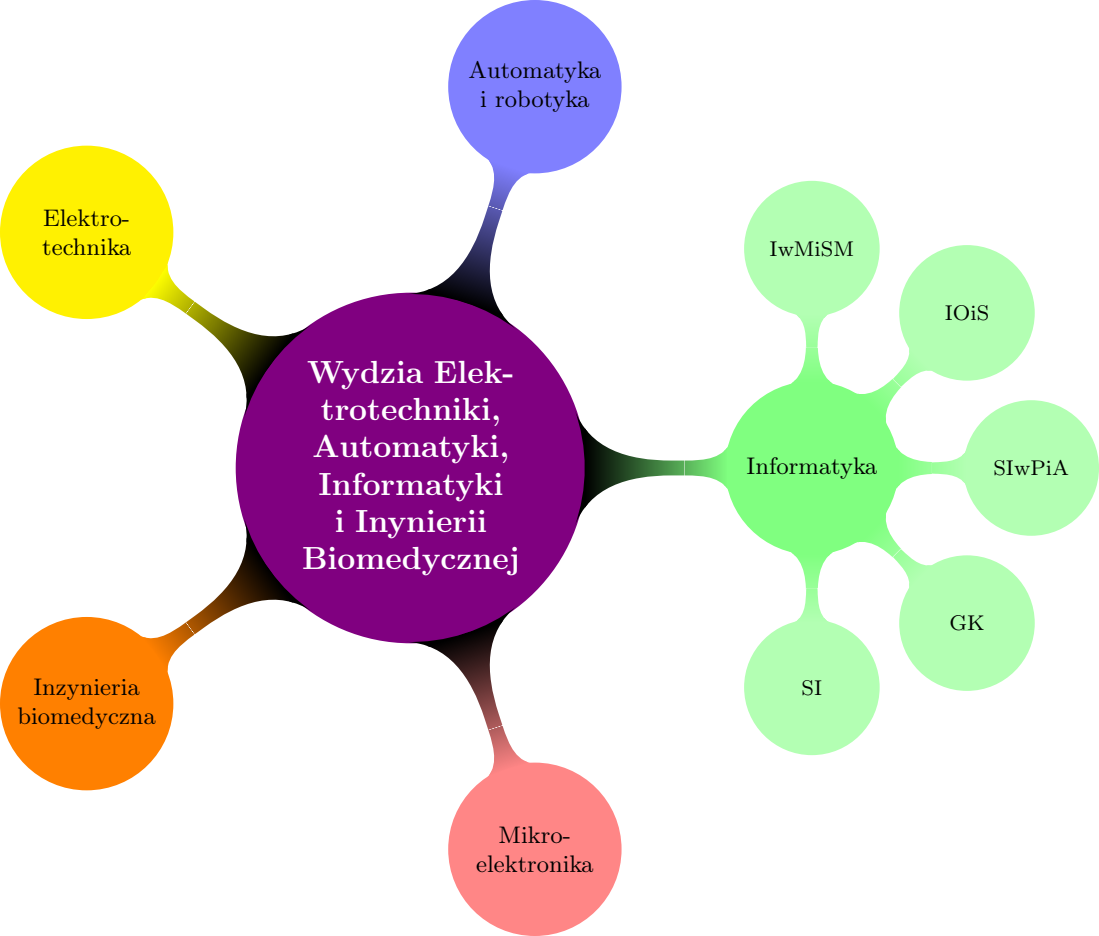 Automatyka
i robotyka
Elektro-
technika
IwMiSM
IOiS
Wydzia Elek-
trotechniki,
Automatyki,
Informatyki
i Inynierii
Biomedycznej
Informatyka
SIwPiA
GK
SI
Inzynieria
biomedyczna
Mikro-
elektronika